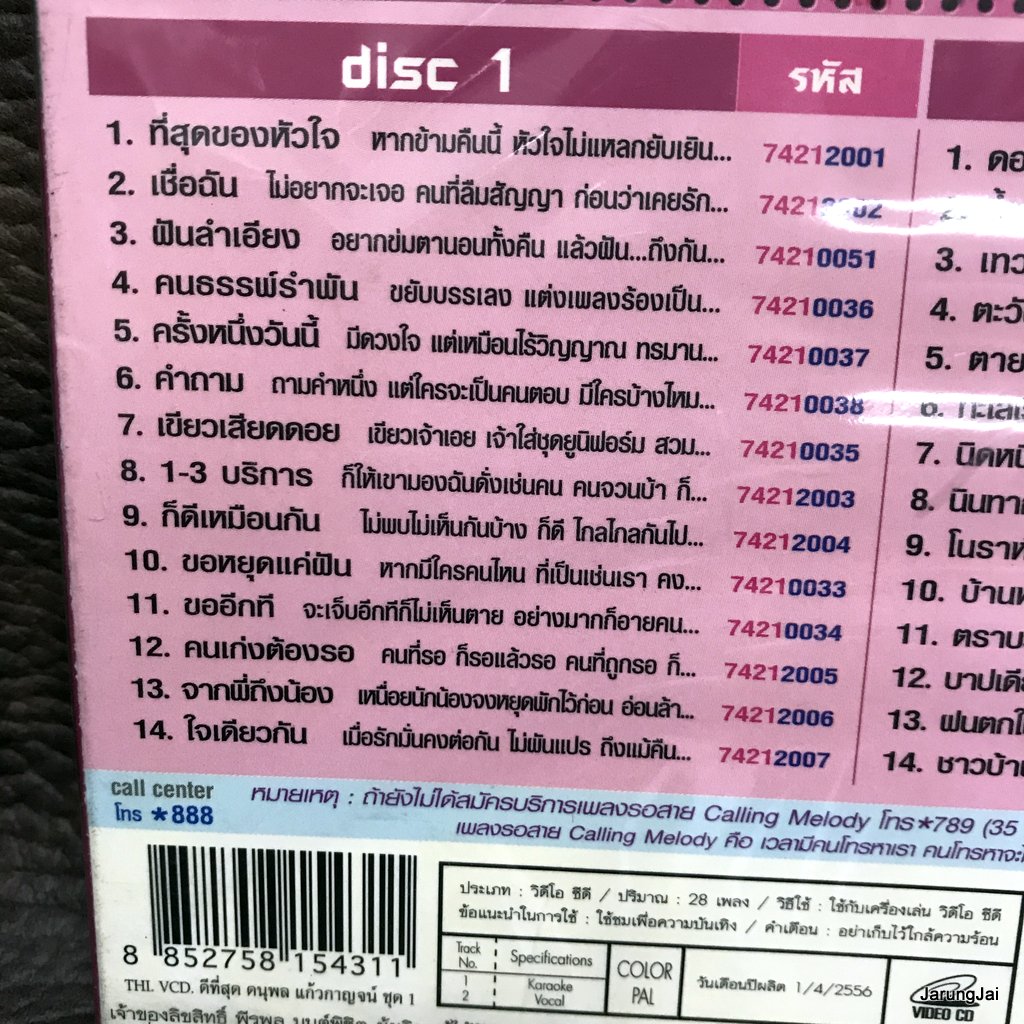 disc 1 รหัส
1. ที่สุดของหัวใจ หากข้ามคืนนี้ หัวใจไม่แหลกยับเยิน... 74212001
2. เชื่อฉัน ไม่อยากจะเจอ คนที่ลืมสัญญา ก่อนว่าเคยรัก...
3. ฝันลำเอียง อยากข่มตานอนทั้งคืน แล้วฝัน...ถึงกัน... 74210051
4. คนธรรพ์รำพัน ขยับบรรเลง แต่งเพลงร้องเป็น... 74210036
5. ครั้งหนึ่งวันนี้ มีดวงใจ แต่เหมือนไร้วิญญาณ ทรมาน... 74210037
6. คำถาม ถามคำหนึ่ง แต่ใครจะเป็นคนตอบ มีใครบ้างไหม... 74210038
7. เขียวเสียดดอย เขียวเจ้าเอย เจ้าใส่ชุดยูนิฟอร์ม สวม... 74210035
8. 1-3 บริการ ก็ให้เขามองฉันดั่งเช่นคน คนจวนบ้า ก็... 74212003
9. ก็ดีเหมือนกัน ไม่พบไม่เห็นกันบ้าง ก็ดี ไกลไกลกันไป... 74212004
10. ขอหยุดแค่ฝัน หากมีใครคนไหน ที่เป็นเช่นเรา คง... 74210033
11. ขออีกที จะเจ็บอีกทีก็ไม่เห็นตาย อย่างมากก็อายคน... 74210034
12. คนเก่งต้องรอ คนที่รอ ก็รอแล้วรอ คนที่ถูกรอ ก็... 74212005
13. จากพี่ถึงน้อง เหนื่อยนักน้องจงหยุดพักไว้ก่อน อ่อนล้า... 74212006
14. ใจเดียวกัน เมื่อรักมั่นคงต่อกัน ไม่ผันแปร ถึงแม้คืน... 74212007
1. ดอ
3. เทว
4. ตะวั
5. ตาย
6.
7. นิดหน่
8. นินทา
9. โนราห
10. บ้าน
11. ตราบ
12. บาปเดี
13. ฝนตกใ
14. ชาวบ้าน
call center
โทร *888
หมายเหตุ : ถ้ายังไม่ได้สมัครบริการเพลงรอสาย Calling Melody โทร*789 (35
เพลงรอสาย Calling Melody คือ เวลามีคนโทรหาเรา คนโทรหาจะไ
8 852758 154311
THL VCD. ดีที่สุด ดนุพล แก้วกาญจน์ ชุด 1
เจ้าของลิขสิทธิ์ พีรพล
ประเภท : วิดีโอ ซีดี / ปริมาณ : 28 เพลง / วิธีใช้ : ใช้กับเครื่องเล่น วิดีโอ ซีดี
ข้อแนะนำในการใช้ : ใช้ชมเพื่อความบันเทิง / คำเตือน : อย่าเก็บไว้ใกล้ความร้อน
Track No. Specifications
1 Karaoke
2 Vocal
COLOR
PAL
วันเดือนปีผลิต 1/4/2556
VIDEO CD
JarungJai